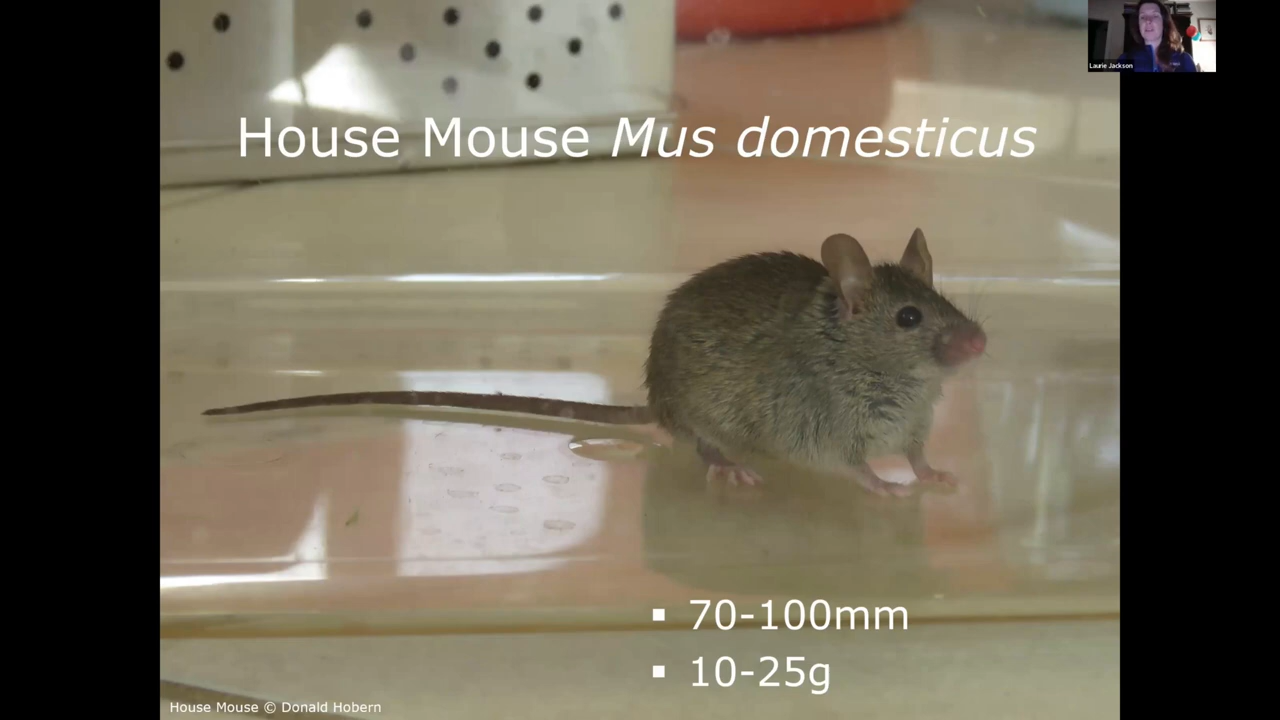 Laurie Jackson
House Mouse Mus domesticus
▪ 70-100mm
▪ 10-25g
House Mouse © Donald Hobern